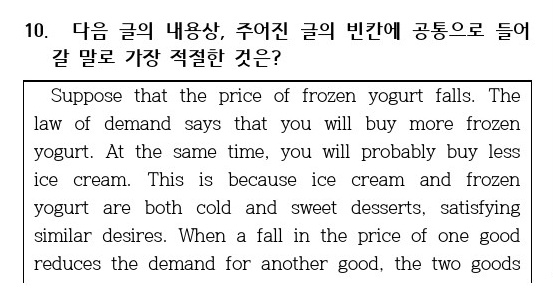 10. 다음 글의 내용상, 주어진 글의 빈칸에 공통으로 들어
갈 말로 가장 적절한 것은?
Suppose that the price of frozen yogurt falls. The
law of demand says that you will buy more frozen
yogurt. At the same time, you will probably buy less
ice cream. This is because ice cream and frozen
yogurt are both cold and sweet desserts, satisfying
similar desires. When a fall in the price of one good
reduces the demand for another good, the two goods